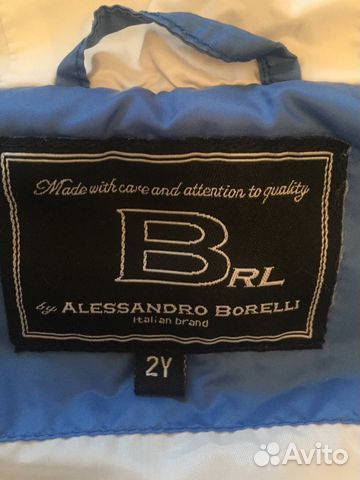 Made with care and attention to quality
BRL
by ALESSANDRO BORELLI
Italian brand
2Y
Avito